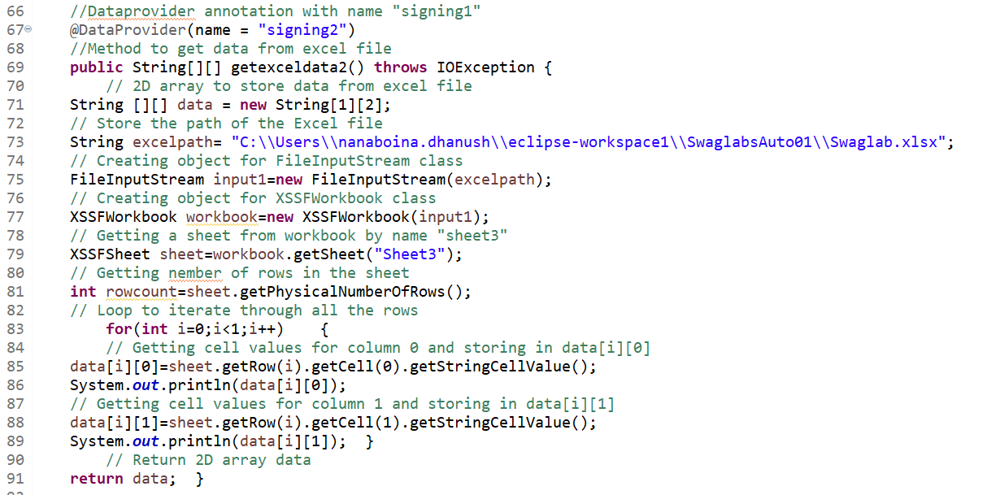 66 //Dataprovider annotation with name "signing1"
67 @DataProvider(name = "signing2")
68 //Method to get data from excel file
69 public String[][] getexceldata2() throws IOException {
70 // 2D array to store data from excel file
71 String [][] data = new String[1][2];
72 // Store the path of the Excel file
73 String excelpath= "C:\\Users\\nanaboina.dhanush\\eclipse-workspace1\\SwaglabsAuto01\\Swaglab.xlsx";
74 // Creating object for FileInputStream class
75 FileInputStream input1=new FileInputStream(excelpath);
76 // Creating object for XSSFWorkbook class
77 XSSFWorkbook workbook=new XSSFWorkbook(input1);
78 // Getting a sheet from workbook by name "sheet3"
79 XSSFSheet sheet=workbook.getSheet("Sheet3");
80 // Getting nember of rows in the sheet
81 int rowcount=sheet.getPhysicalNumberOfRows();
82 // Loop to iterate through all the rows
83 for(int i=0;i<1;i++) {
84 // Getting cell values for column 0 and storing in data[i][0]
85 data[i][0]=sheet.getRow(i).getCell(0).getStringCellValue();
86 System.out.println(data[i][0]);
87 // Getting cell values for column 1 and storing in data[i][1]
88 data[i][1]=sheet.getRow(i).getCell(1).getStringCellValue();
89 System.out.println(data[i][1]); }
90 // Return 2D array data
91 return data; }